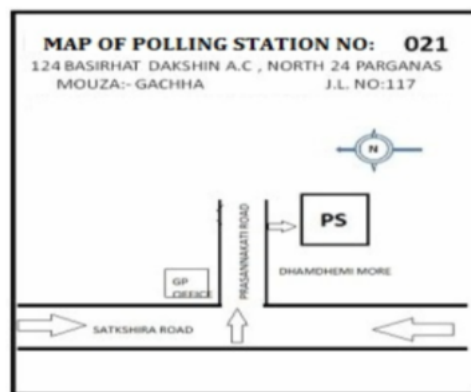 MAP OF POLLING STATION NO: 021
124 BASIRHAT DAKSHIN A.C , NORTH 24 PARGANAS
MOUZA:- GACHHA J.L. NO:117
N
PS
PRASANNAKATI ROAD
DHAMDHEMI MORE
GP
OFFICE
SATKSHIRA ROAD